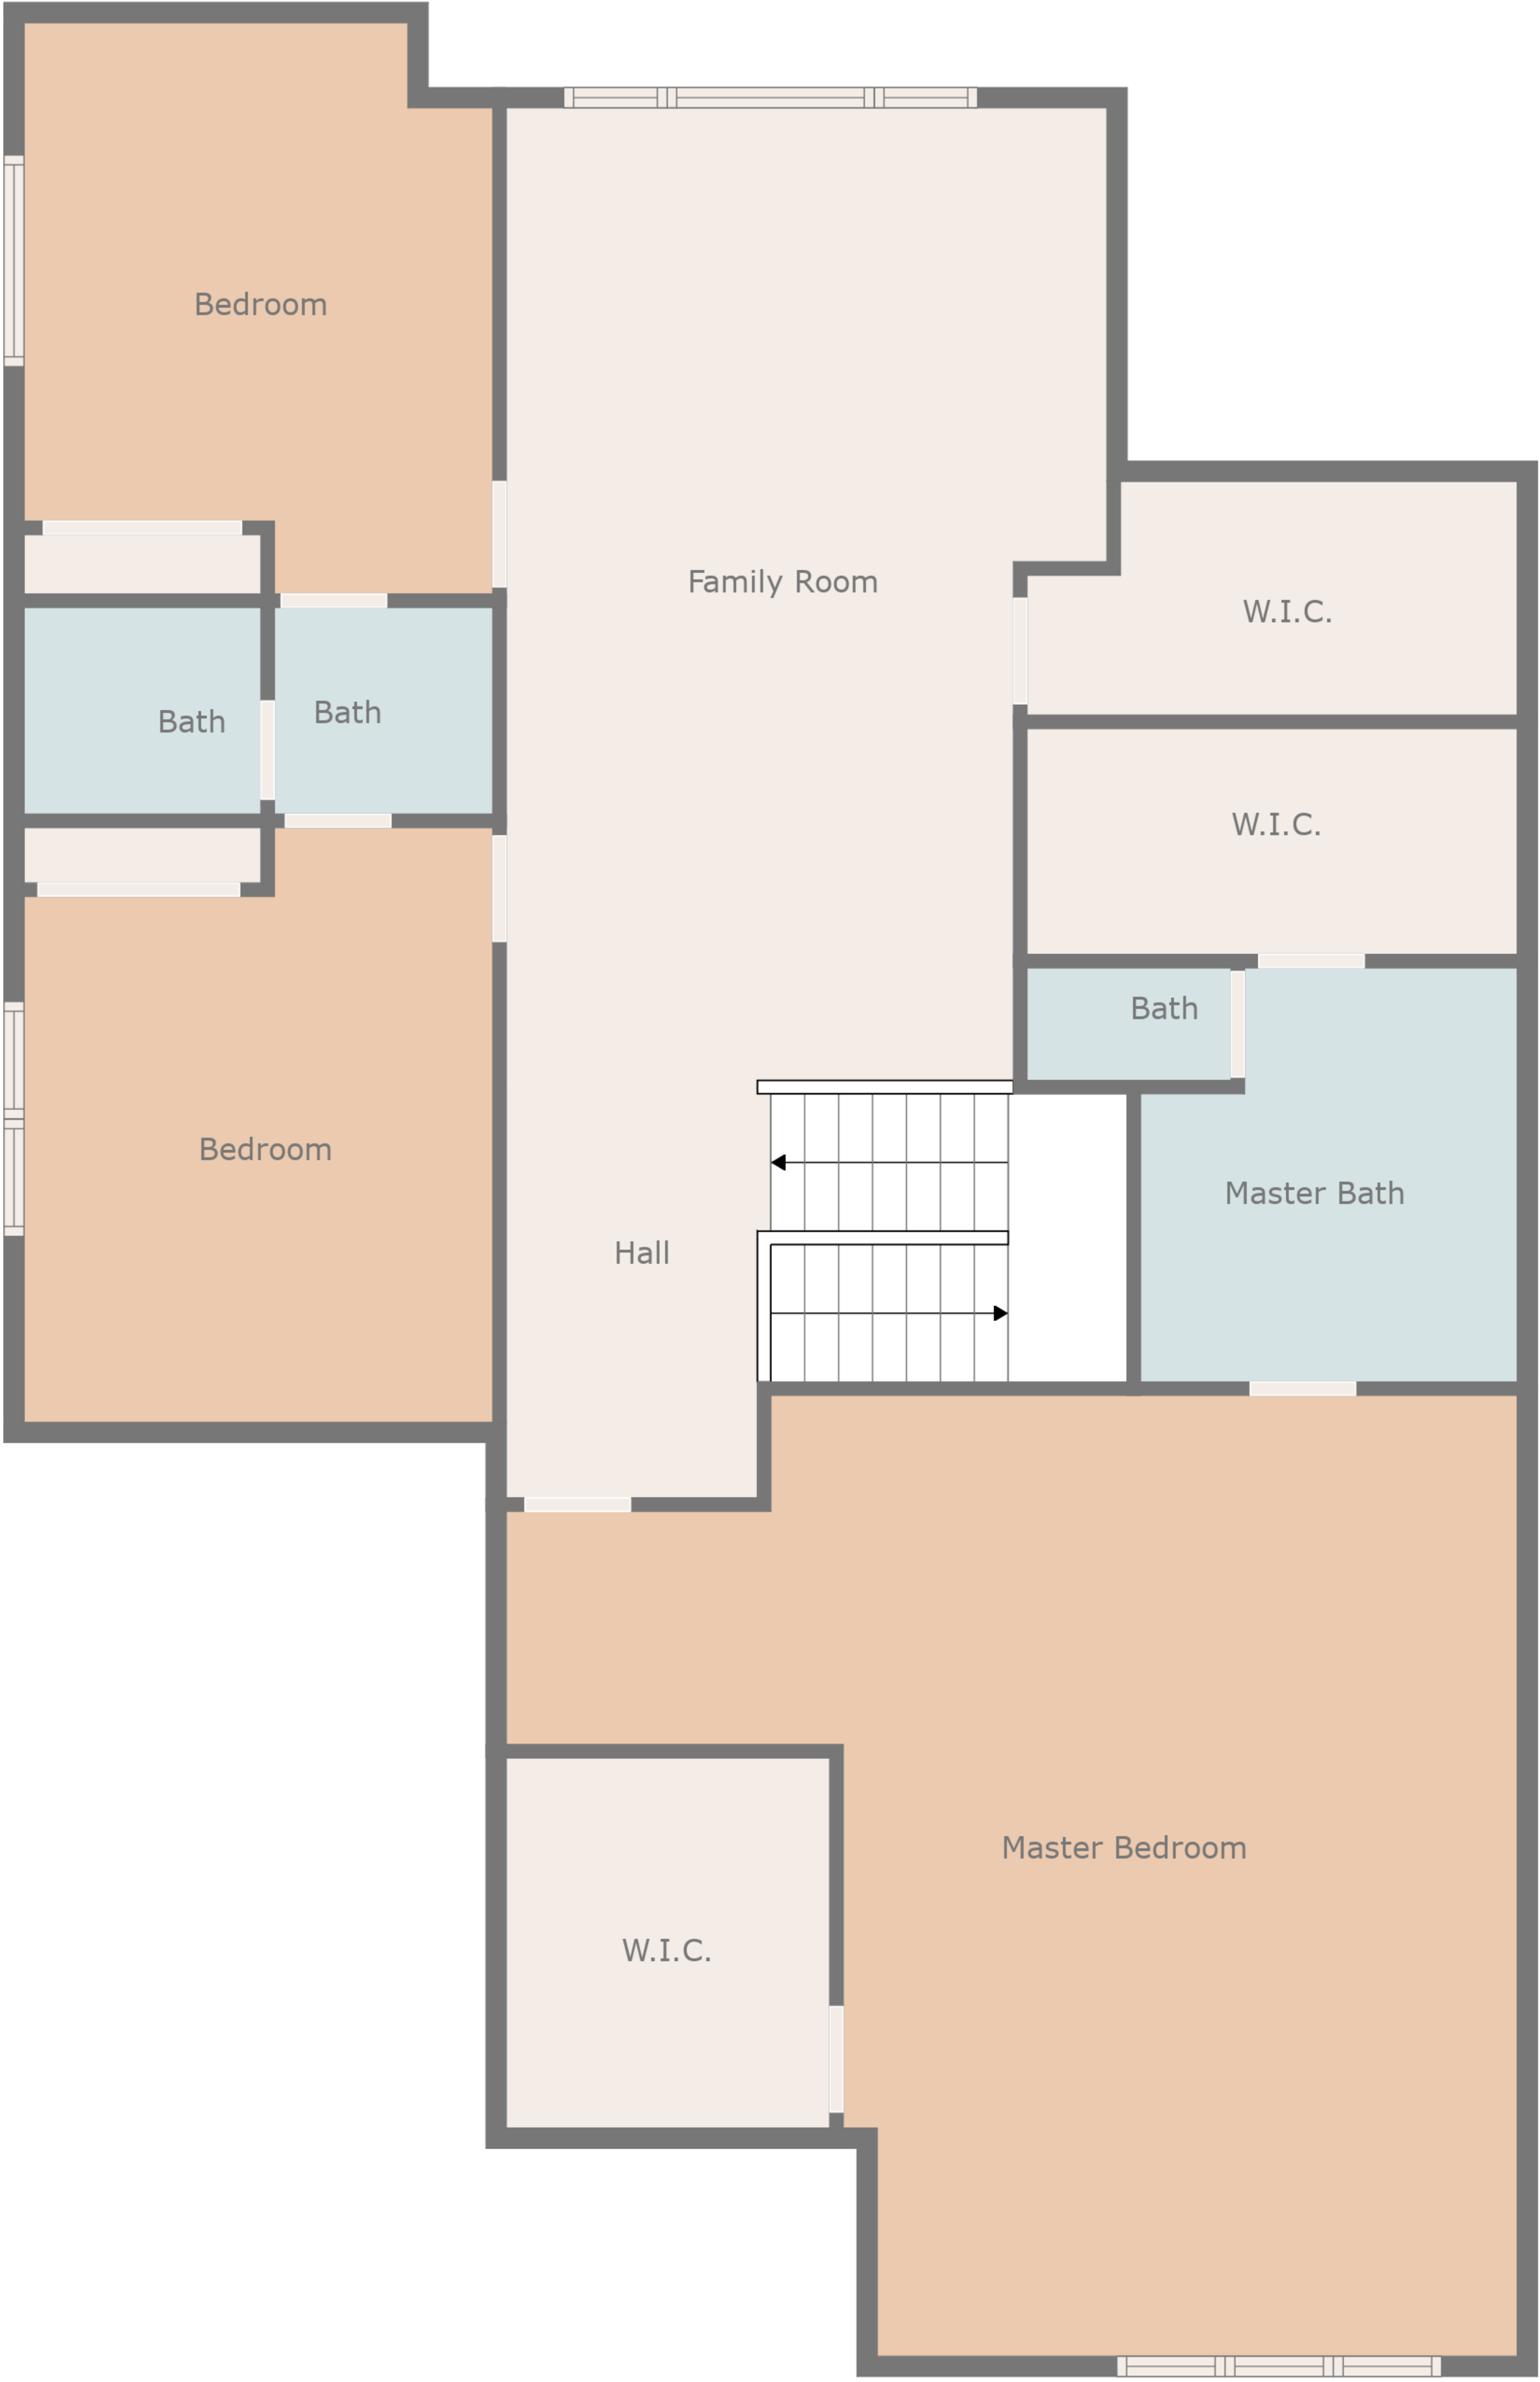 Bedroom
Family Room
W.I.C.
Bath
Bath
W.I.C.
Bath
Bedroom
Master Bath
Hall
Master Bedroom
W.I.C.